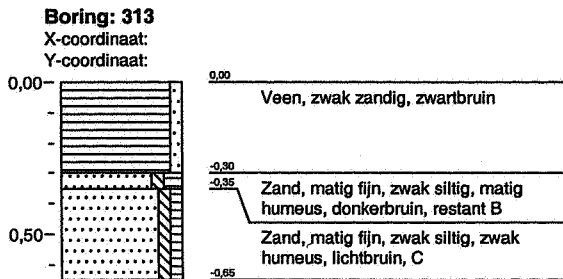 Boring: 313
X-coordinaat:
Y-coordinaat:
0,00
0,00
Veen, zwak zandig, zwartbruin
-0,30
-0,35
Zand, matig fijn, zwak siltig, matig
humeus, donkerbruin, restant B
0,50
Zand, matig fijn, zwak siltig, zwak
humeus, lichtbruin, C
-0,65